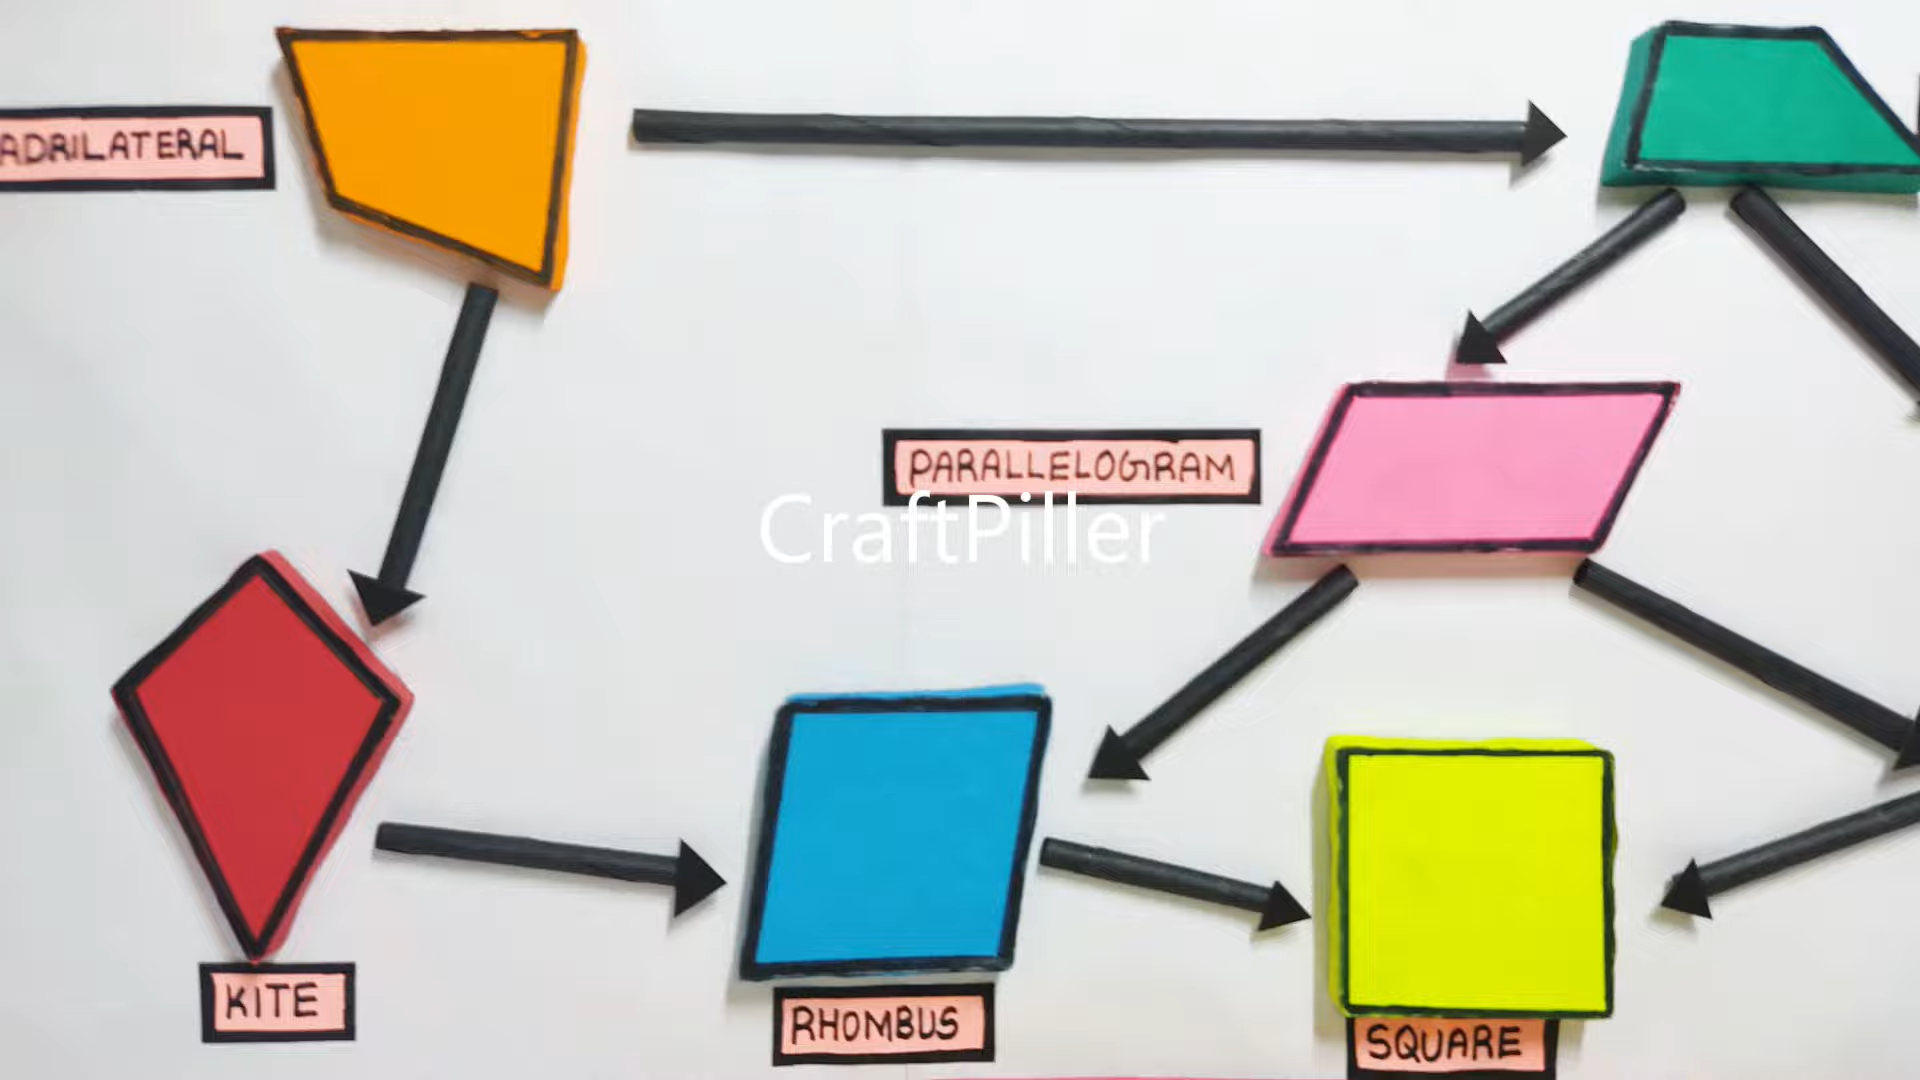 ADRILATERAL
PARALLELOGRAM
CraftPiller
KITE
RHOMBUS
SQUARE